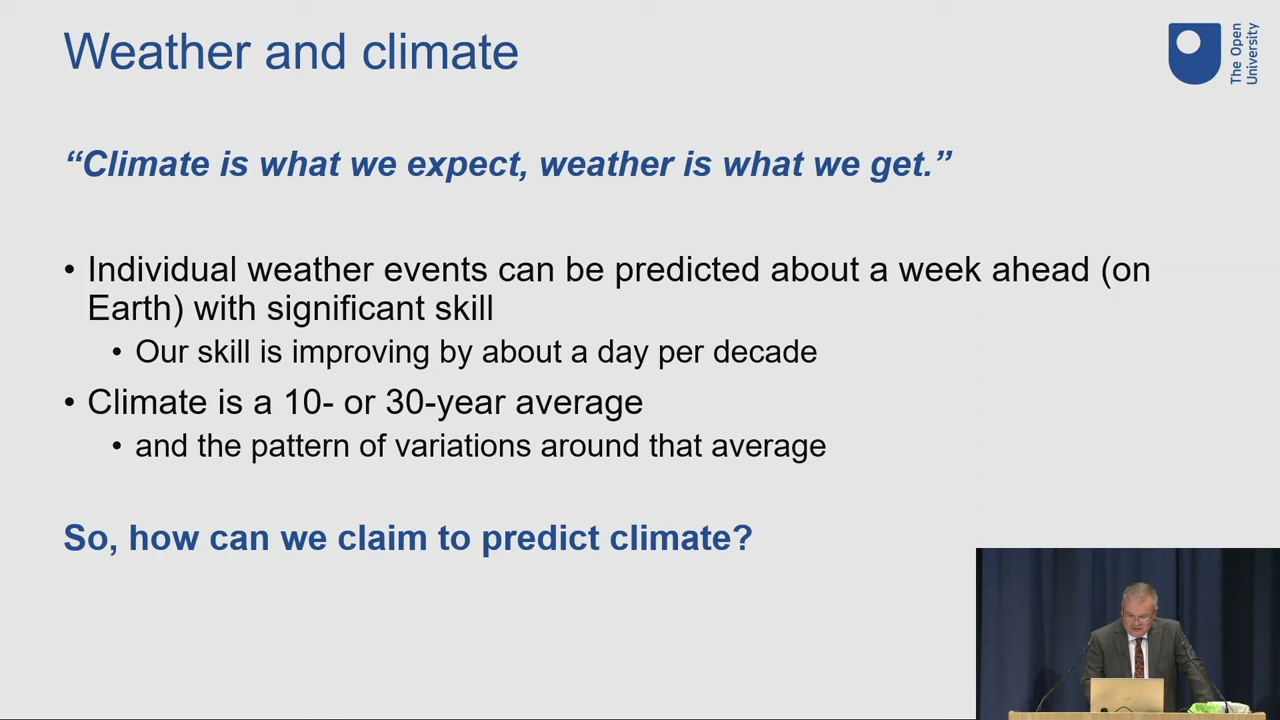 Weather and climate
The Open
University
“Climate is what we expect, weather is what we get.”
• Individual weather events can be predicted about a week ahead (on
Earth) with significant skill
• Our skill is improving by about a day per decade
• Climate is a 10- or 30-year average
• and the pattern of variations around that average
So, how can we claim to predict climate?